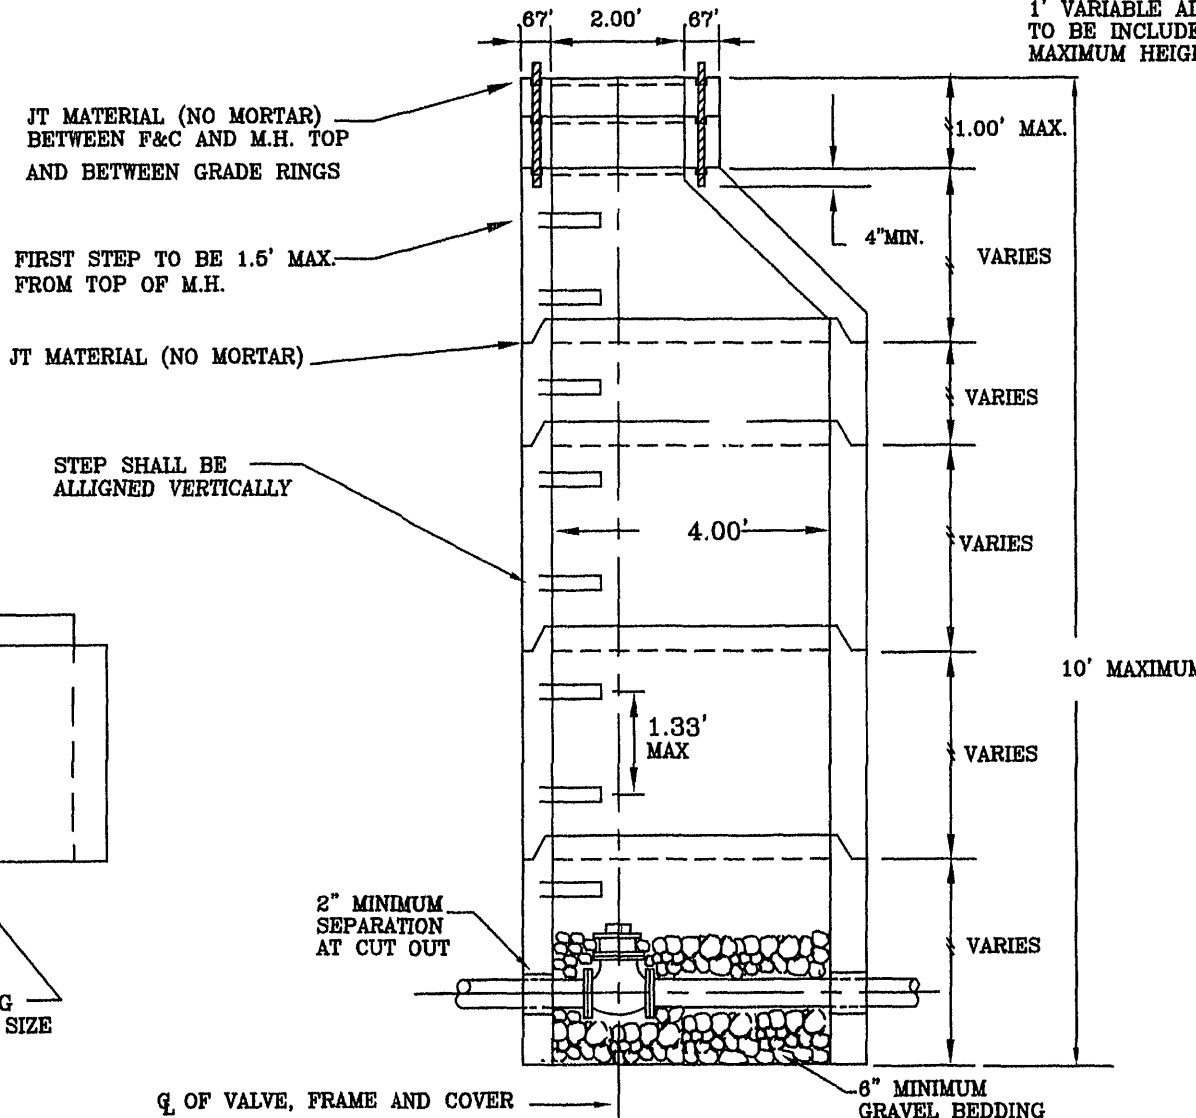 .67' 2.00' .67'
1' VARIABLE
TO BE INCLUDE
MAXIMUM HEIGH
JT MATERIAL (NO MORTAR)
BETWEEN F&C AND M.H. TOP
AND BETWEEN GRADE RINGS
1.00' MAX.
4"MIN.
FIRST STEP TO BE 1.5' MAX.
FROM TOP OF M.H.
VARIES
JT MATERIAL (NO MORTAR)
VARIES
STEP SHALL BE
ALLIGNED VERTICALLY
4.00'
VARIES
10' MAXIMUM
1.33'
MAX
VARIES
2" MINIMUM
SEPARATION
AT CUT OUT
VARIES
G
SIZE
6" MINIMUM
GRAVEL BEDDING
℄ OF VALVE, FRAME AND COVER